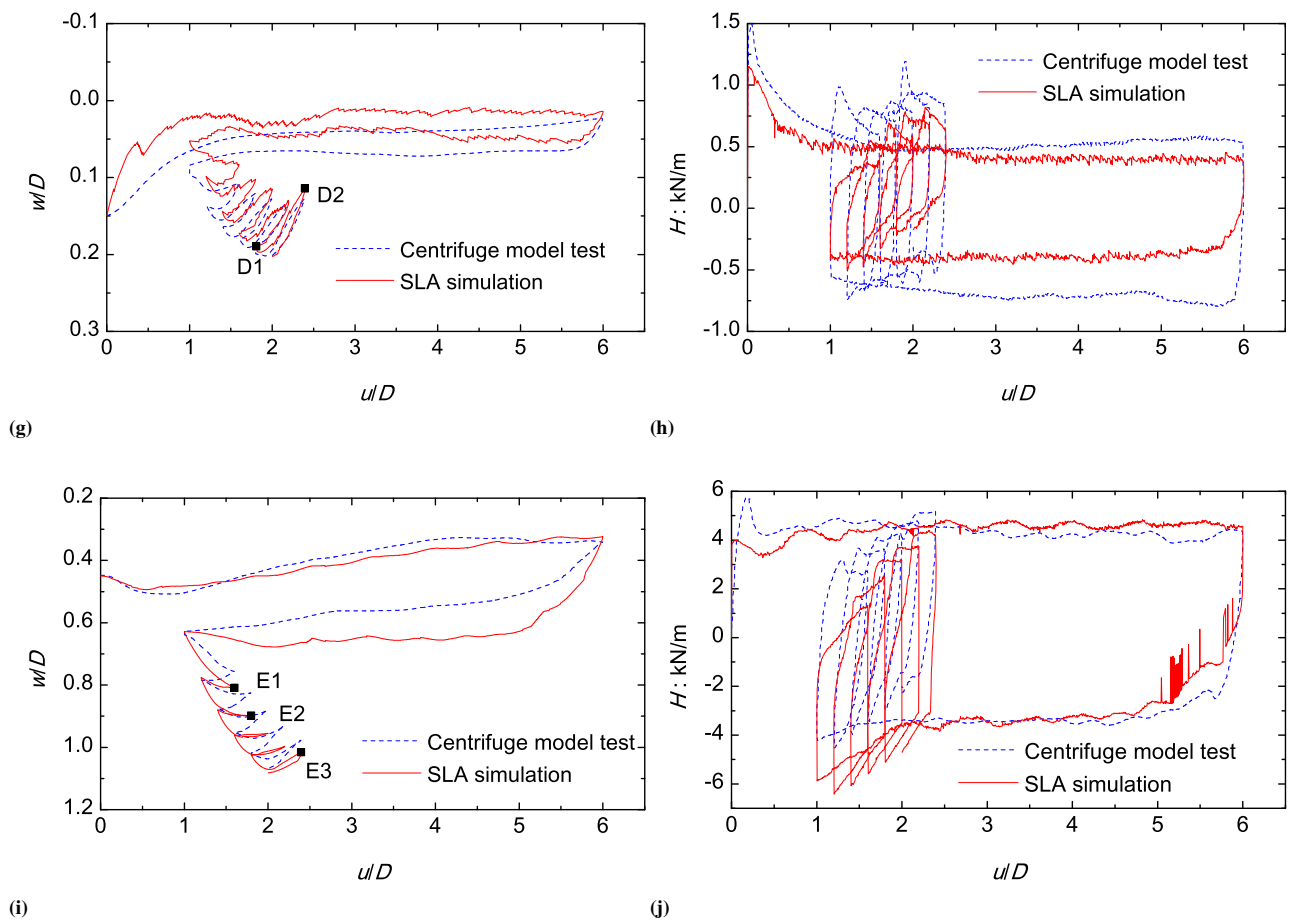 -0.1
0.0
0.1
0.2
0.3
w/D
D2
D1
Centrifuge model test
SLA simulation
0 1 2 3 4 5 6
u/D
(g)
1.5
1.0
0.5
0.0
-0.5
-1.0
H : kN/m
Centrifuge model test
SLA simulation
0 1 2 3 4 5 6
u/D
(h)
0.2
0.4
0.6
0.8
1.0
1.2
w/D
E1
E2
E3
Centrifuge model test
SLA simulation
0 1 2 3 4 5 6
u/D
(i)
6
4
2
0
-2
-4
-6
H : kN/m
Centrifuge model test
SLA simulation
0 1 2 3 4 5 6
u/D
(j)